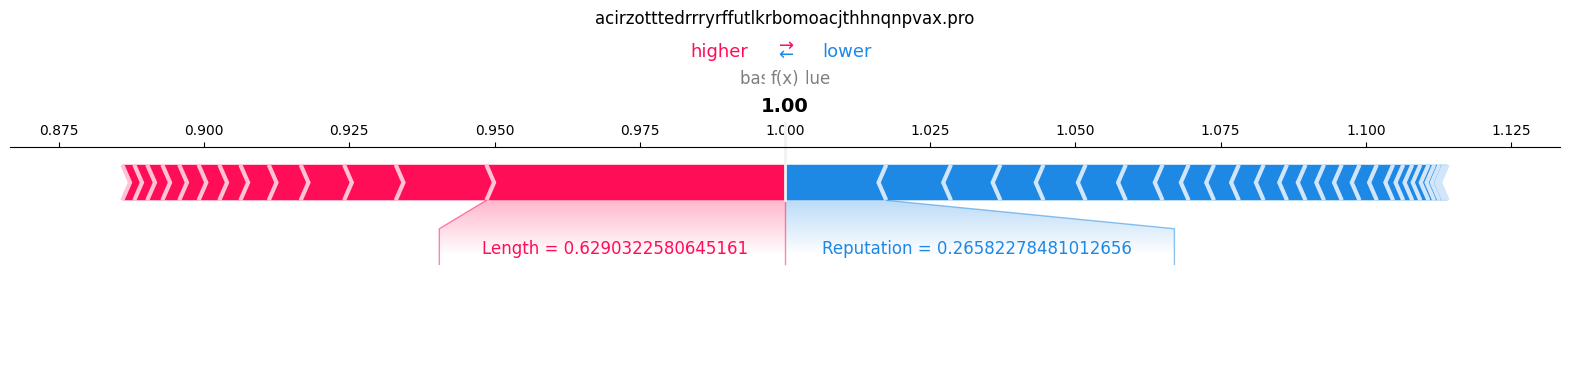 acirzotttedrrryrffutlkrbomoacjthhnqnpvax.pro
higher ⇄ lower
bas f(x) lue
1.00
0.875 0.900 0.925 0.950 0.975 1.000 1.025 1.050 1.075 1.100 1.125
Length = 0.6290322580645161 Reputation = 0.26582278481012656